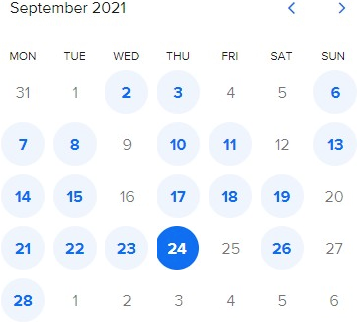 September 2021
MON TUE WED THU FRI SAT SUN
31 1 2 3 4 5 6
7 8 9 10 11 12 13
14 15 16 17 18 19 20
21 22 23 24 25 26 27
28 1 2 3 4 5 6